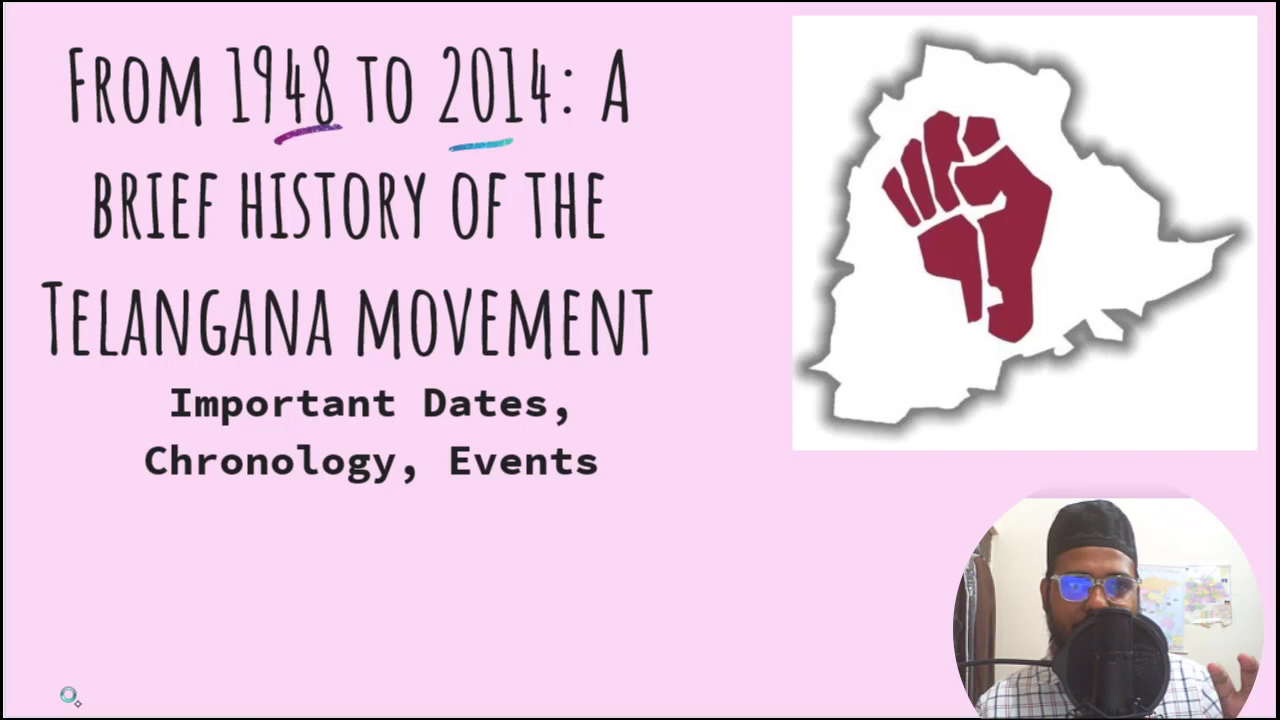 From 1948 to 2014: A
brief history of the
Telangana movement
Important Dates,
Chronology, Events